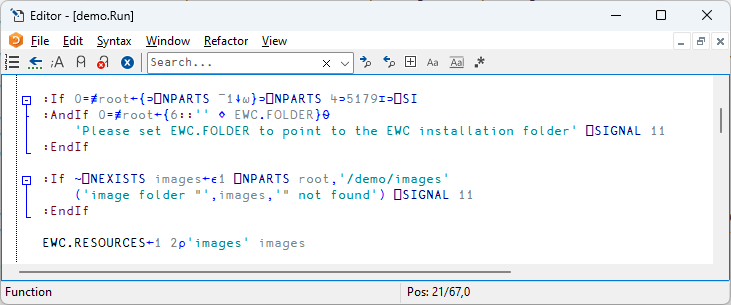 Editor - [demo.Run]
File Edit Syntax Window Refactor View
Search...
:If 0=≢root←{⊃⎕NPARTS ¯1↓⍵}⊃⎕NPARTS 4⊃5179⌶⊃⎕SI
:AndIf 0=≢root←{6::'' ⋄ EWC.FOLDER}⍬
'Please set EWC.FOLDER to point to the EWC installation folder' ⎕SIGNAL 11
:EndIf
:If ~⎕NEXISTS images←∊1 ⎕NPARTS root,'/demo/images'
('image folder "',images,'" not found') ⎕SIGNAL 11
:EndIf
EWC.RESOURCES←1 2⍴'images' images
Function Pos: 21/67,0